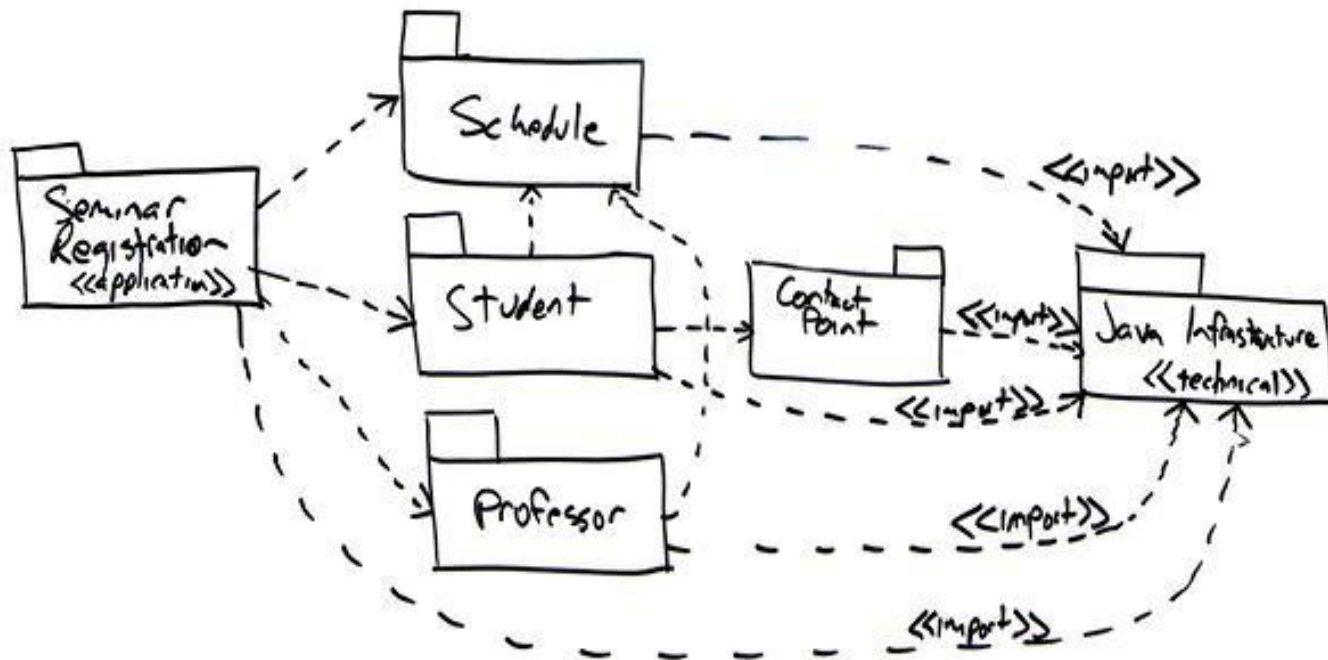 Schedule
<<import>>
Seminar
Registration
<<application>>
Student
Contact
Point
<<import>>
Java Infrastructure
<<technical>>
<<import>>
Professor
<<import>>
<<import>>